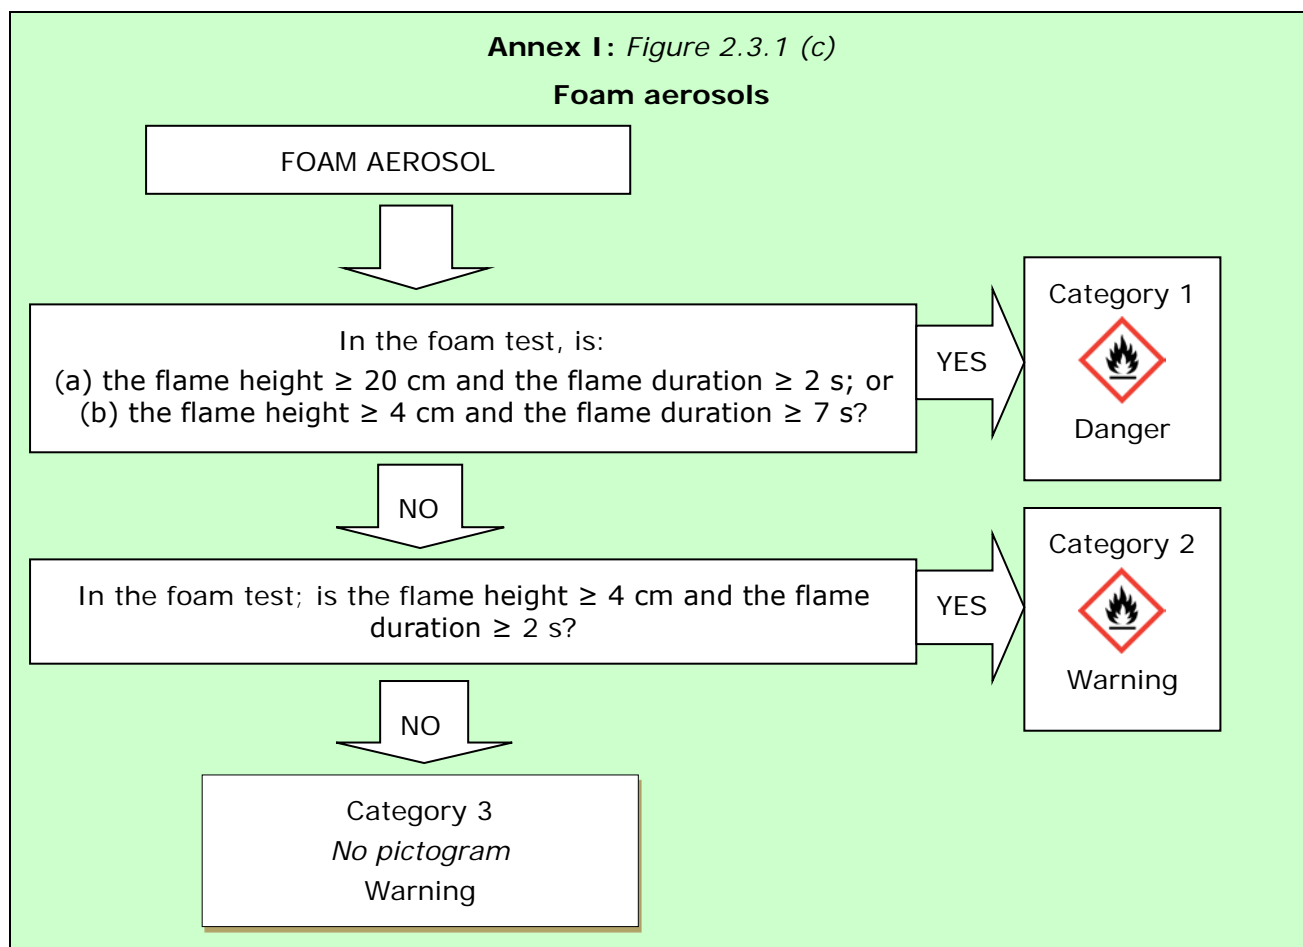 Annex I: Figure 2.3.1 (c)
Foam aerosols
FOAM AEROSOL
In the foam test, is:
(a) the flame height ≥ 20 cm and the flame duration ≥ 2 s; or
(b) the flame height ≥ 4 cm and the flame duration ≥ 7 s?
YES
Category 1
Danger
NO
In the foam test; is the flame height ≥ 4 cm and the flame
duration ≥ 2 s?
YES
Category 2
Warning
NO
Category 3
No pictogram
Warning